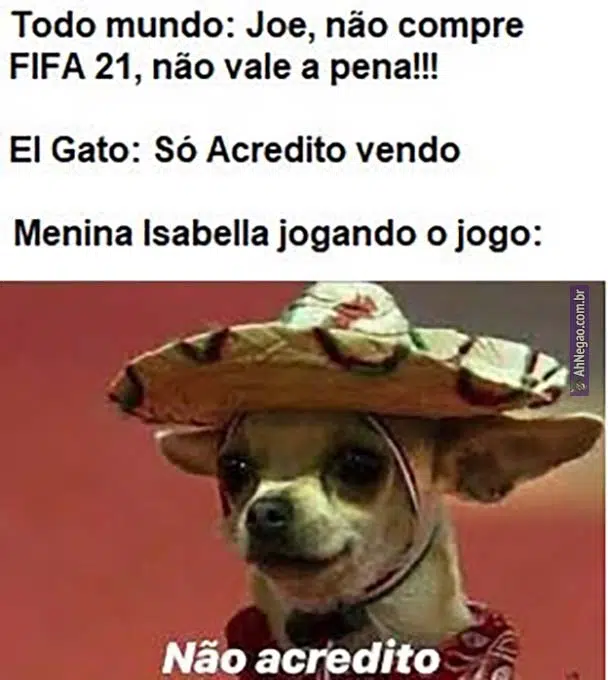 Todo mundo: Joe, não compre
FIFA 21, não vale a pena!!!
El Gato: Só Acredito vendo
Menina Isabella jogando o jogo:
AhNegao.com.br
Não acredito